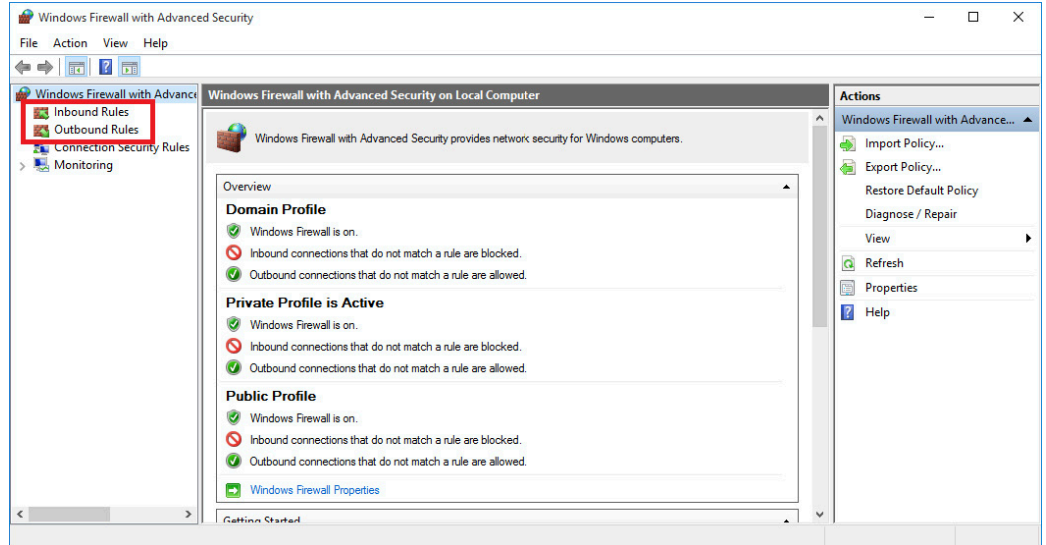 Windows Firewall with Advanced Security
File Action View Help
Windows Firewall with Advance
Inbound Rules
Outbound Rules
Connection Security Rules
Monitoring
Windows Firewall with Advanced Security on Local Computer
Windows Firewall with Advanced Security provides network security for Windows computers.
Overview
Domain Profile
Windows Firewall is on.
Inbound connections that do not match a rule are blocked.
Outbound connections that do not match a rule are allowed.
Private Profile is Active
Windows Firewall is on.
Inbound connections that do not match a rule are blocked.
Outbound connections that do not match a rule are allowed.
Public Profile
Windows Firewall is on.
Inbound connections that do not match a rule are blocked.
Outbound connections that do not match a rule are allowed.
Windows Firewall Properties
Getting Started
Actions
Windows Firewall with Advance...
Import Policy...
Export Policy...
Restore Default Policy
Diagnose / Repair
View
Refresh
Properties
Help